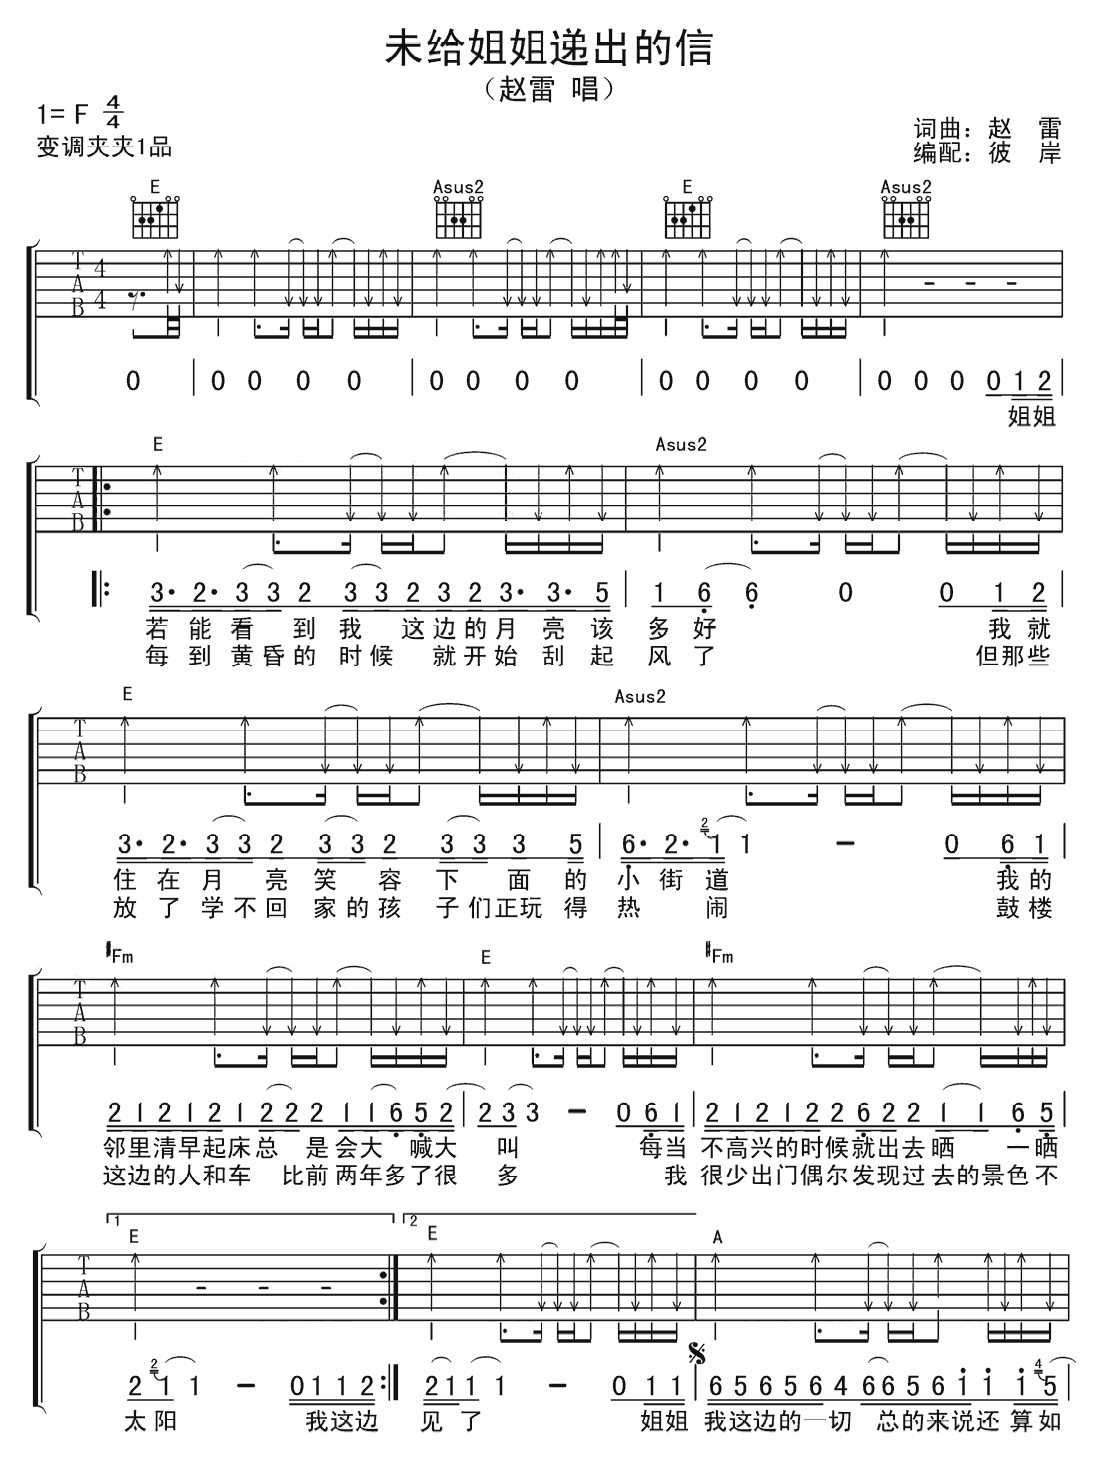 未给姐姐递出的信
（赵雷 唱）
1= F 4/4
变调夹夹1品
词曲：赵 雷
编配：彼 岸
E Asus2 E Asus2
T A B 4 4
0 | 0 0 0 0 | 0 0 0 0 | 0 0 0 0 | 0 0 0 0 1 2 |
姐姐
E Asus2
T A B
3· 2· 3 3 2 3 3 2 3 2 3· 3· 5 | 1 6 6 0 0 1 2 |
若能看到我 这边的月亮该多好 我就
每到黄昏的时候 就开始刮起风了 但那些
E Asus2
T A B
3· 2· 3 3 2 3 3 2 3 3 3 5 | 6· 2· 2 1 1 - 0 6 1 |
住在月亮笑容下面的小街道 我的
放了学不回家的孩子们正玩得热闹 鼓楼
#Fm E #Fm
T A B
2 1 2 1 2 1 2 2 2 1 1 6 5 2 | 2 3 3 - 0 6 1 | 2 1 2 1 2 2 6 2 2 1 1 6 5 |
邻里清早起床总是会大喊大叫 每当不高兴的时候就出去晒一晒
这边的人和车 比前两年多了很多 我很少出门偶尔发现过去的景色不
1 E 2 E A
T A B
2 2 1 1 - 0 1 1 2 :| 2 1 1 1 - 0 1 1 | 6 5 6 5 6 4 6 6 5 6 1 1 1 4 5 |
太阳 我这边 见了 姐姐我这边的一切 总的来说还算如